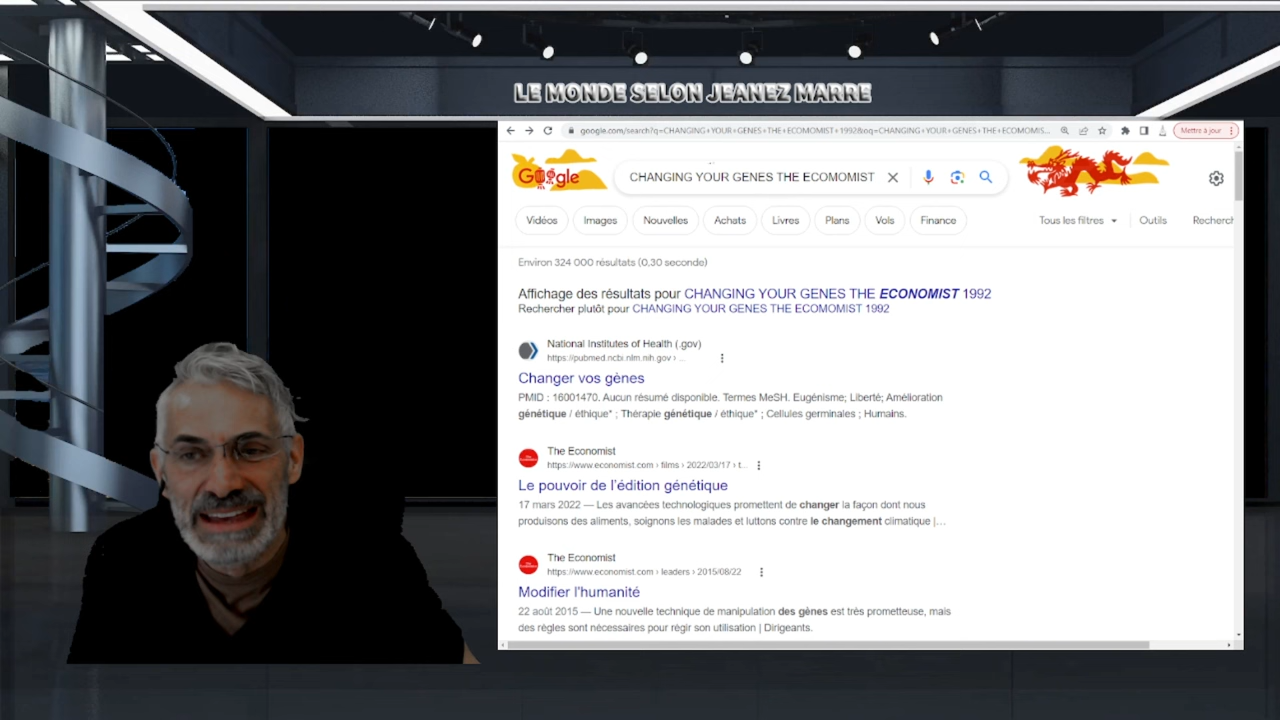 LE MONDE SELON JEANEZ MARRE
google.com/search?q=CHANGING+YOUR+GENES+THE+ECOMOMIST+1992&oq=CHANGING+YOUR+GENES+THE+ECOMOMIS...
Mettre à jour
Google
CHANGING YOUR GENES THE ECOMOMIST
Vidéos Images Nouvelles Achats Livres Plans Vols Finance Tous les filtres Outils Recherch
Environ 324 000 résultats (0,30 seconde)
Affichage des résultats pour CHANGING YOUR GENES THE ECONOMIST 1992
Rechercher plutôt pour CHANGING YOUR GENES THE ECOMOMIST 1992
National Institutes of Health (.gov)
https://pubmed.ncbi.nlm.nih.gov › ...
Changer vos gènes
PMID : 16001470. Aucun résumé disponible. Termes MeSH. Eugénisme; Liberté; Amélioration
génétique / éthique* ; Thérapie génétique / éthique* ; Cellules germinales ; Humains.
The Economist
https://www.economist.com › films › 2022/03/17 › t...
Le pouvoir de l'édition génétique
17 mars 2022 — Les avancées technologiques promettent de changer la façon dont nous
produisons des aliments, soignons les malades et luttons contre le changement climatique |...
The Economist
https://www.economist.com › leaders › 2015/08/22
Modifier l'humanité
22 août 2015 — Une nouvelle technique de manipulation des gènes est très prometteuse, mais
des règles sont nécessaires pour régir son utilisation | Dirigeants.